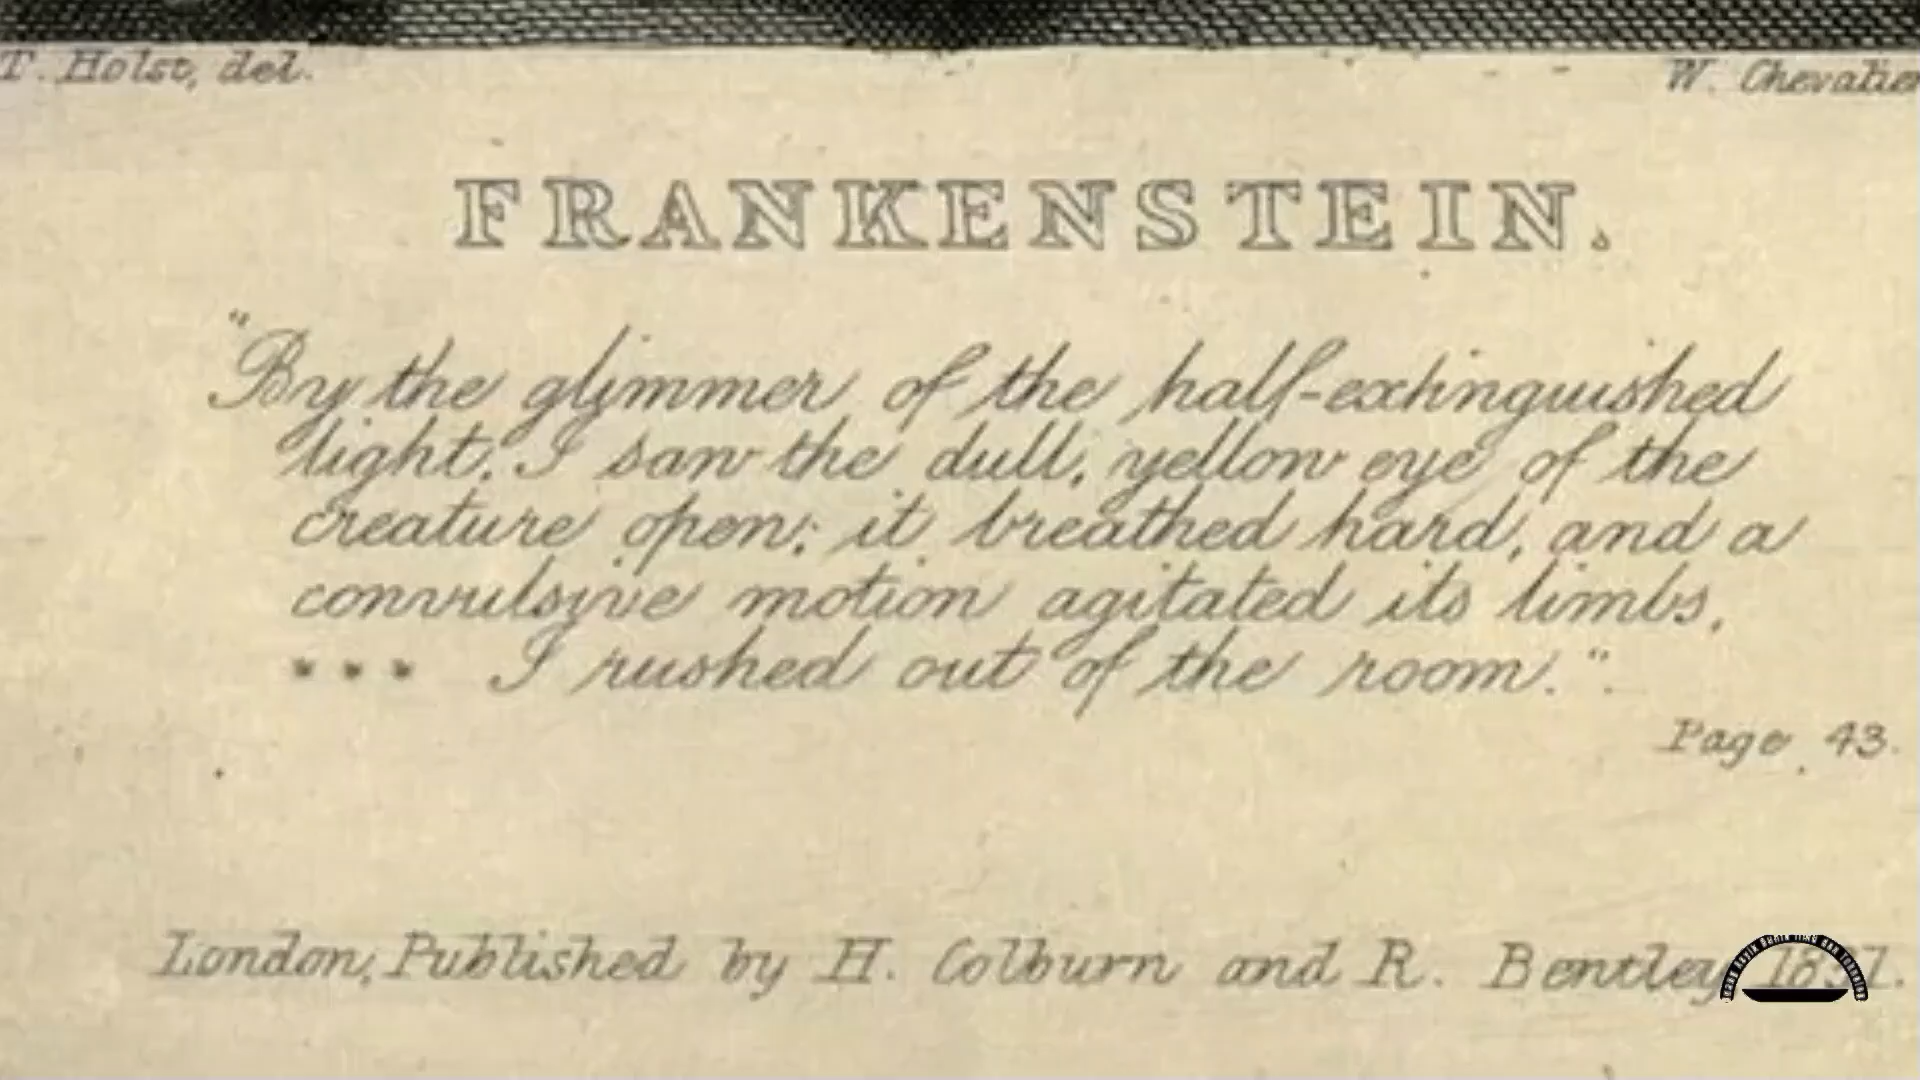 T. Holst, del.
W. Chevalier
FRANKENSTEIN.
"By the glimmer of the half-extinguished
light, I saw the dull, yellow eye of the
creature open; it breathed hard, and a
convulsive motion agitated its limbs,
*** I rushed out of the room."
Page 43.
London, Published by H. Colburn and R. Bentley 1831.